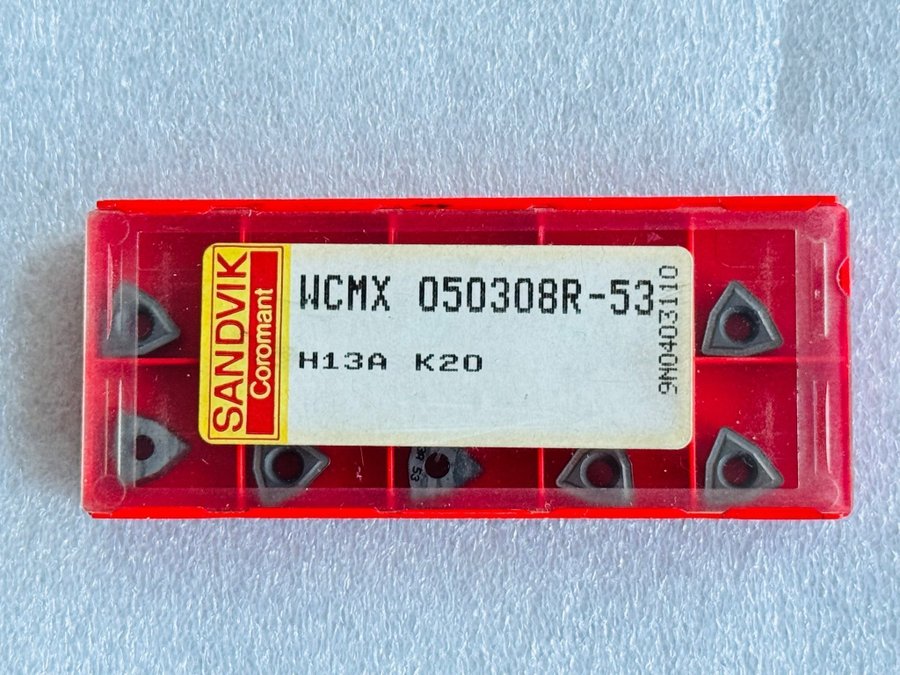 SANDVIK
Coromant
WCMX 050308R-53
H13A K20
9N0403110